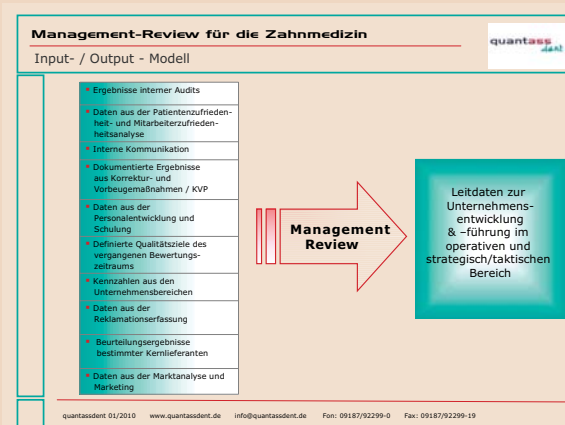 Management-Review für die Zahnmedizin
Input- / Output - Modell
quantass
dent
Ergebnisse interner Audits
Daten aus der Patientenzufrieden-
heit- und Mitarbeiterzufrieden-
heitsanalyse
Interne Kommunikation
Dokumentierte Ergebnisse
aus Korrektur- und
Vorbeugemaßnahmen / KVP
Daten aus der
Personalentwicklung und
Schulung
Definierte Qualitätsziele des
vergangenen Bewertungs-
zeitraums
Kennzahlen aus den
Unternehmensbereichen
Daten aus der
Reklamationserfassung
Beurteilungsergebnisse
bestimmter Kernlieferanten
Daten aus der Marktanalyse und
Marketing
Management
Review
Leitdaten zur
Unternehmens-
entwicklung
& –führung im
operativen und
strategisch/taktischen
Bereich
quantassdent 01/2010 www.quantassdent.de info@quantassdent.de Fon: 09187/92299-0 Fax: 09187/92299-19